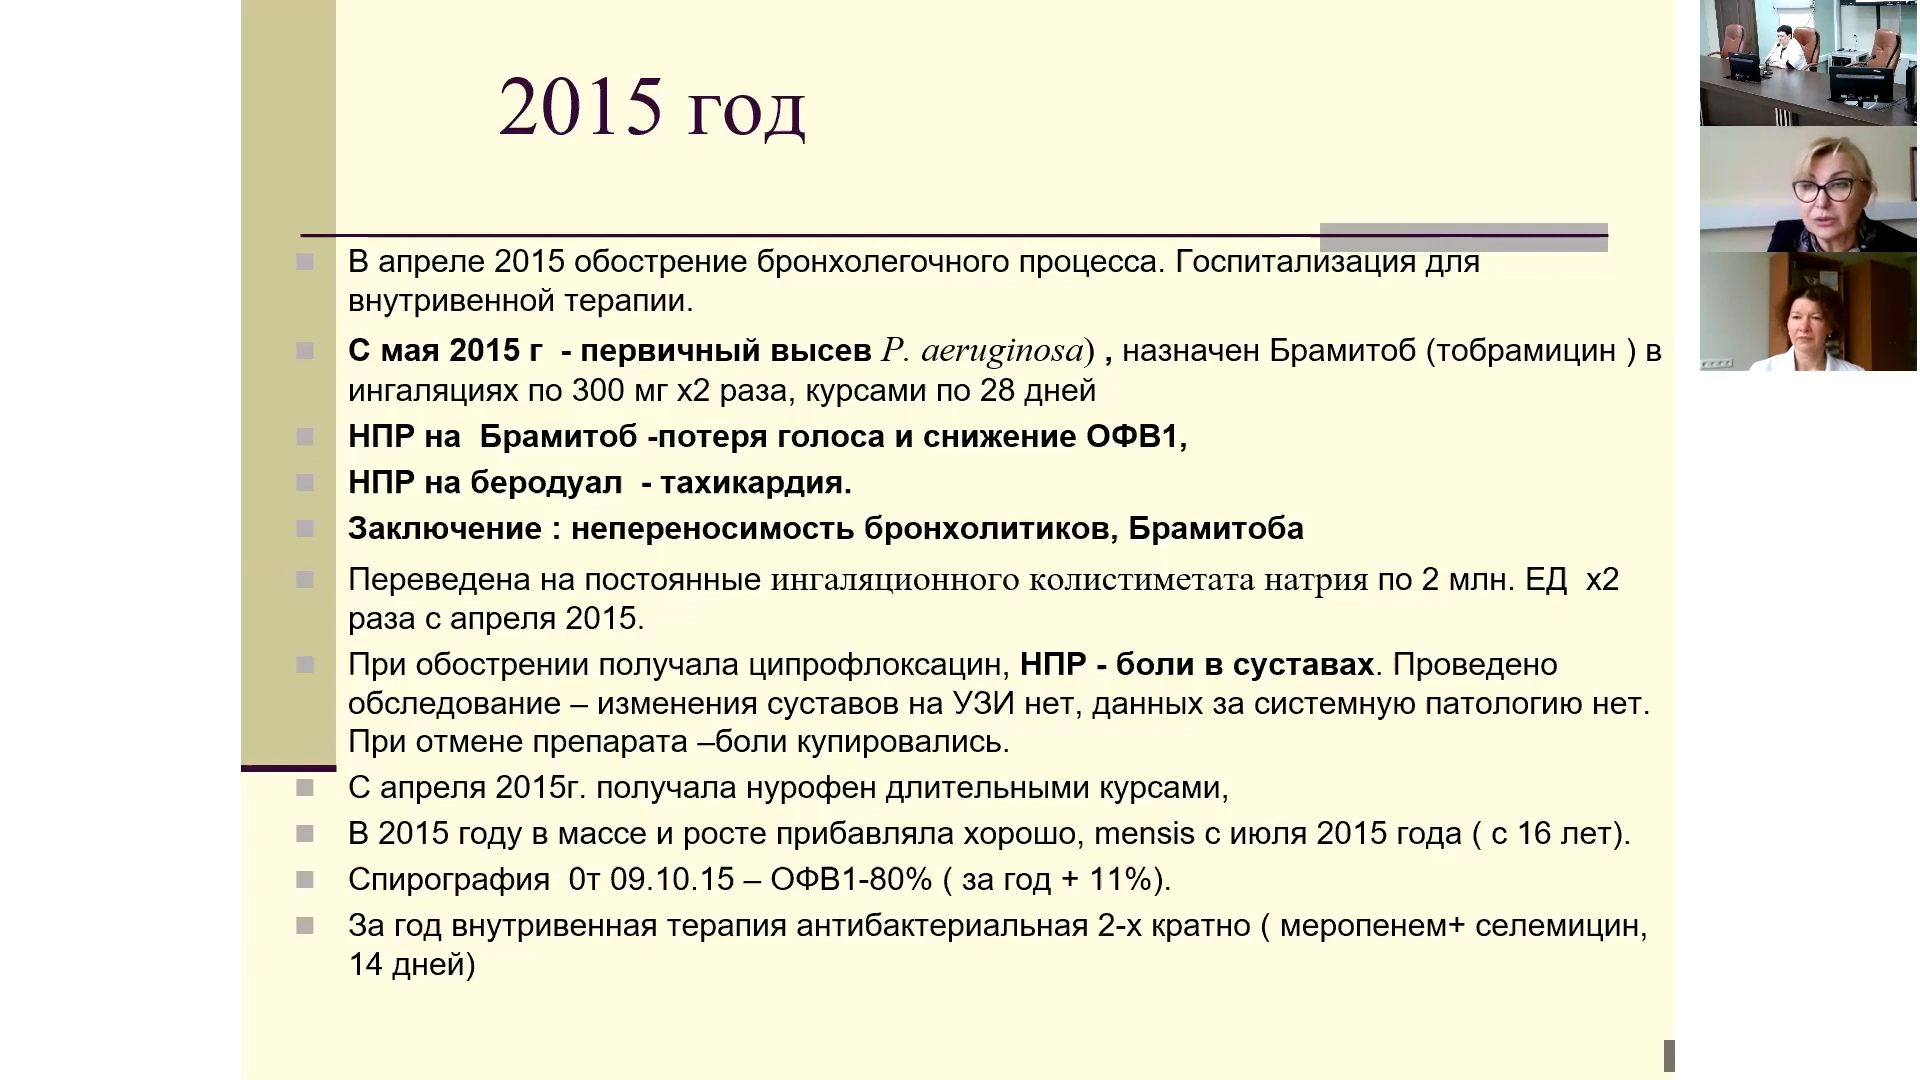 2015 год
В апреле 2015 обострение бронхолегочного процесса. Госпитализация для
внутривенной терапии.
С мая 2015 г - первичный высев P. aeruginosa) , назначен Брамитоб (тобрамицин ) в
ингаляциях по 300 мг х2 раза, курсами по 28 дней
НПР на Брамитоб -потеря голоса и снижение ОФВ1,
НПР на беродуал - тахикардия.
Заключение : непереносимость бронхолитиков, Брамитоба
Переведена на постоянные ингаляционного колистиметата натрия по 2 млн. ЕД х2
раза с апреля 2015.
При обострении получала ципрофлоксацин, НПР - боли в суставах. Проведено
обследование – изменения суставов на УЗИ нет, данных за системную патологию нет.
При отмене препарата –боли купировались.
С апреля 2015г. получала нурофен длительными курсами,
В 2015 году в массе и росте прибавляла хорошо, mensis с июля 2015 года ( с 16 лет).
Спирография 0т 09.10.15 – ОФВ1-80% ( за год + 11%).
За год внутривенная терапия антибактериальная 2-х кратно ( меропенем+ селемицин,
14 дней)